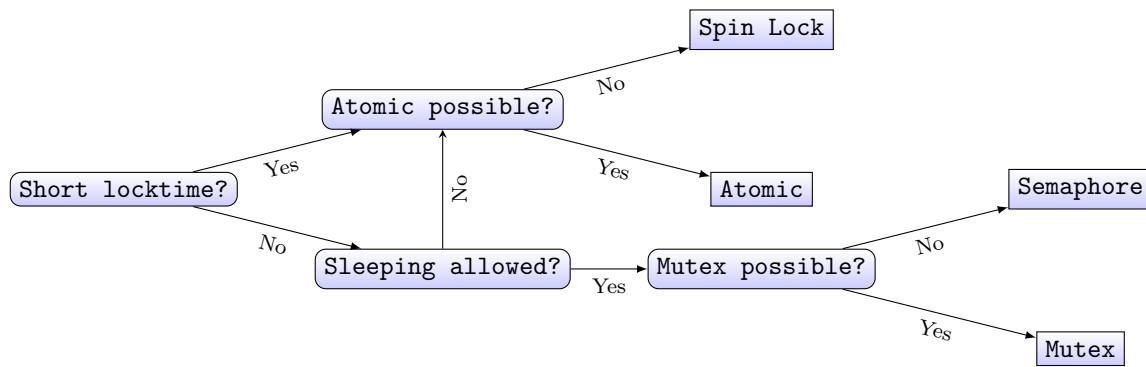 Spin Lock
Atomic possible?
No
Yes
Yes
Short locktime?
No
Atomic
Semaphore
No
No
Sleeping allowed?
Yes
Mutex possible?
Yes
Mutex